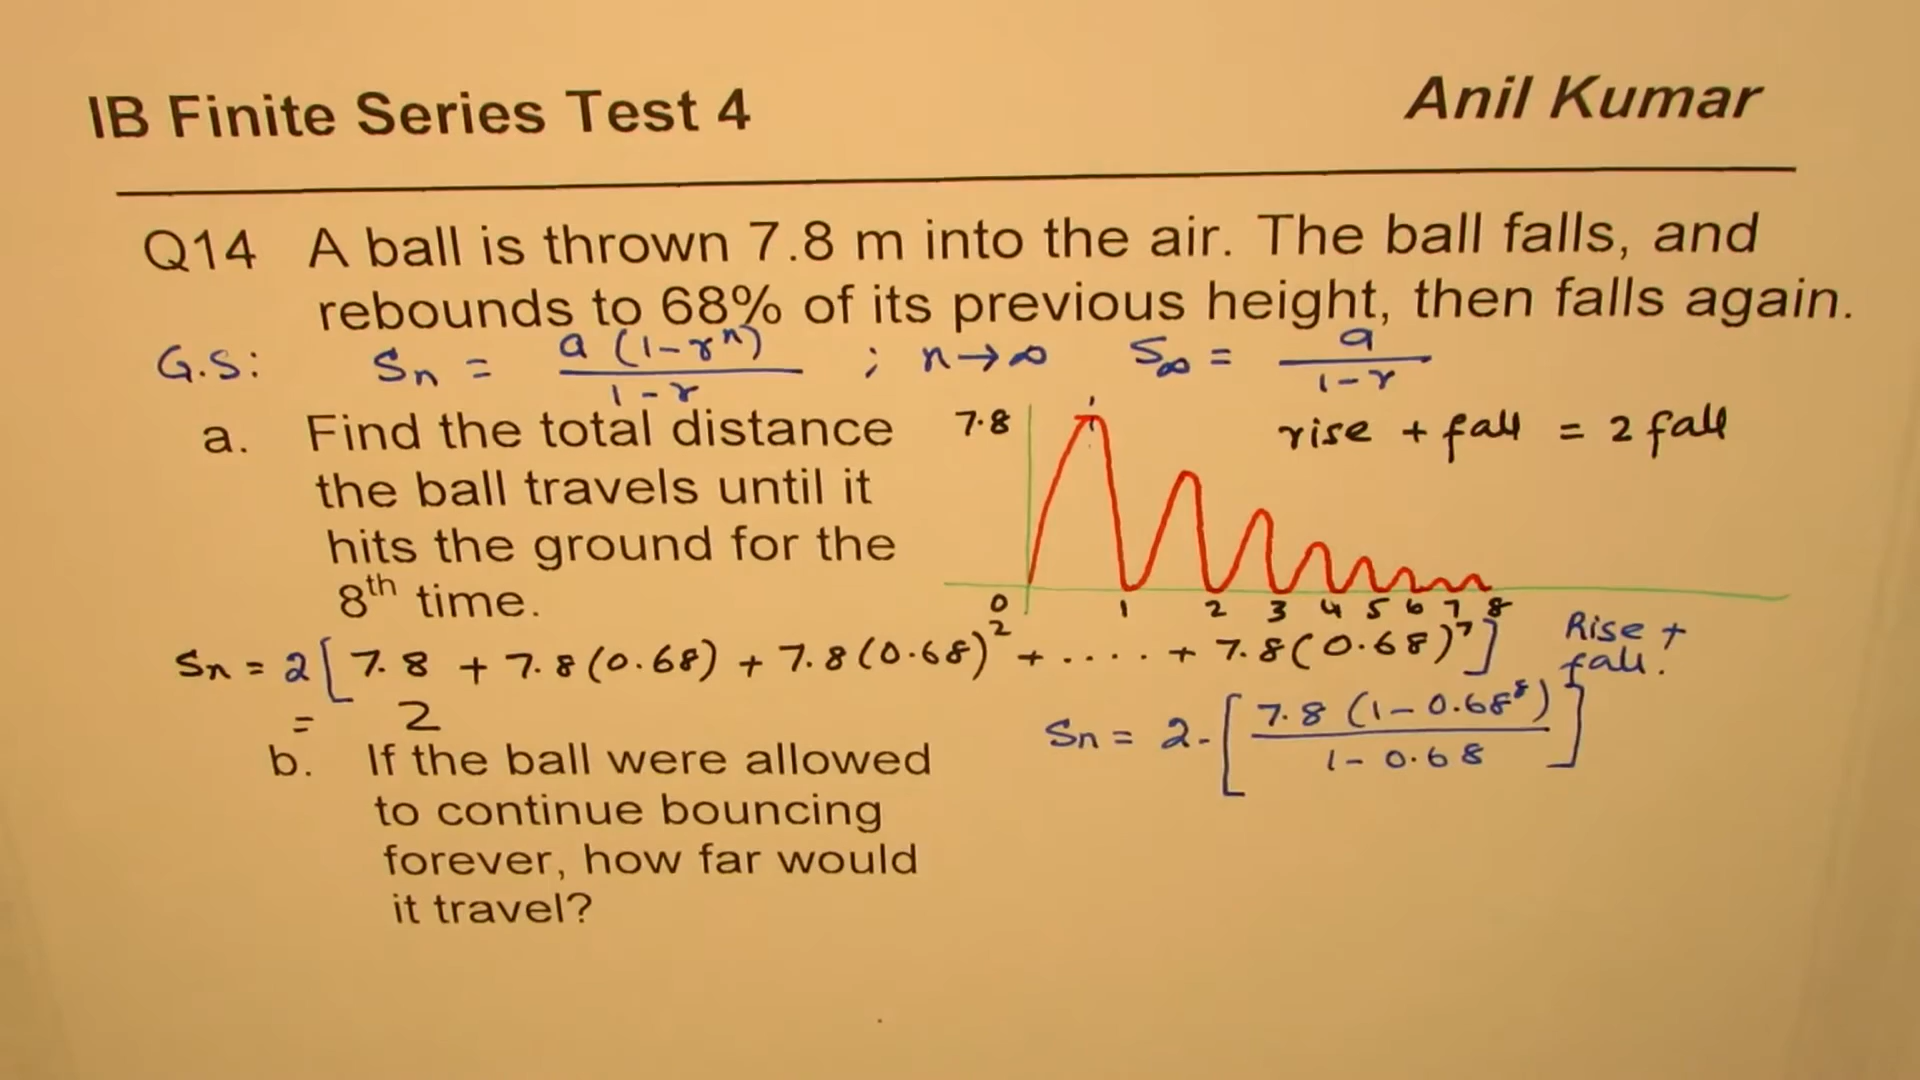 IB Finite Series Test 4
Anil Kumar
Q14 A ball is thrown 7.8 m into the air. The ball falls, and
rebounds to 68% of its previous height, then falls again.
G.S: Sn = a (1-rⁿ) / 1-r ; n→∞ S∞ = a / 1-r
a. Find the total distance
the ball travels until it
hits the ground for the
8th time.
7.8
rise + fall = 2 fall
0 1 2 3 4 5 6 7 8
Sn = 2[7.8 + 7.8(0.68) + 7.8(0.68)² + .... + 7.8(0.68)⁷]
Rise +
fall.
= 2
Sn = 2·[7.8 (1-0.68⁸) / 1-0.68]
b. If the ball were allowed
to continue bouncing
forever, how far would
it travel?